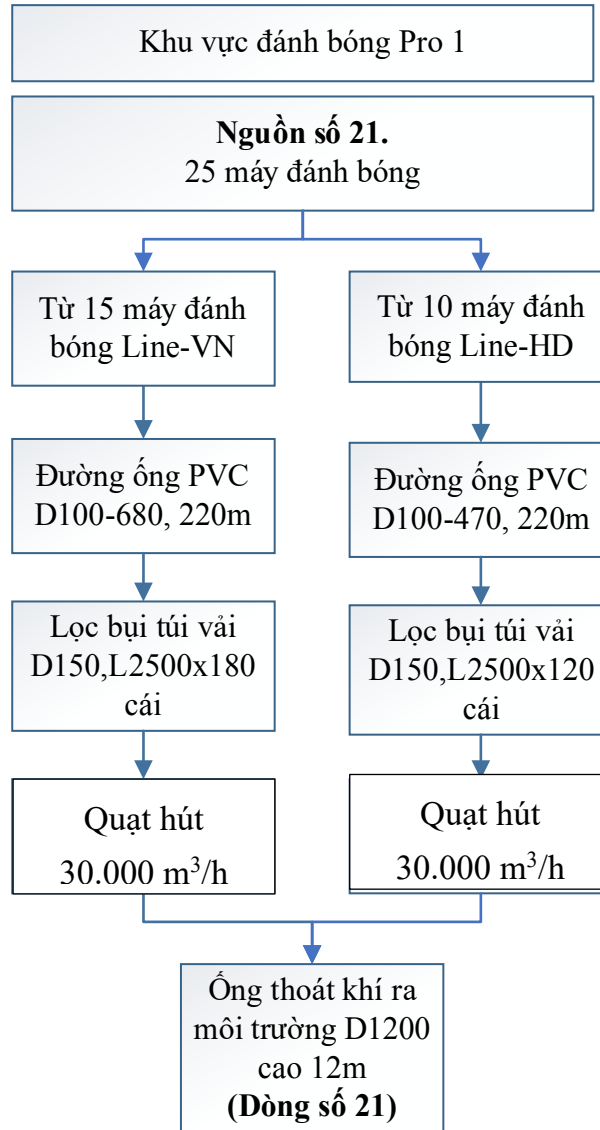 Khu vực đánh bóng Pro 1
Nguồn số 21.
25 máy đánh bóng
Từ 15 máy đánh
bóng Line-VN
Từ 10 máy đánh
bóng Line-HD
Đường ống PVC
D100-680, 220m
Đường ống PVC
D100-470, 220m
Lọc bụi túi vải
D150,L2500x180
cái
Lọc bụi túi vải
D150,L2500x120
cái
Quạt hút
30.000 m³/h
Quạt hút
30.000 m³/h
Ống thoát khí ra
môi trường D1200
cao 12m
(Dòng số 21)